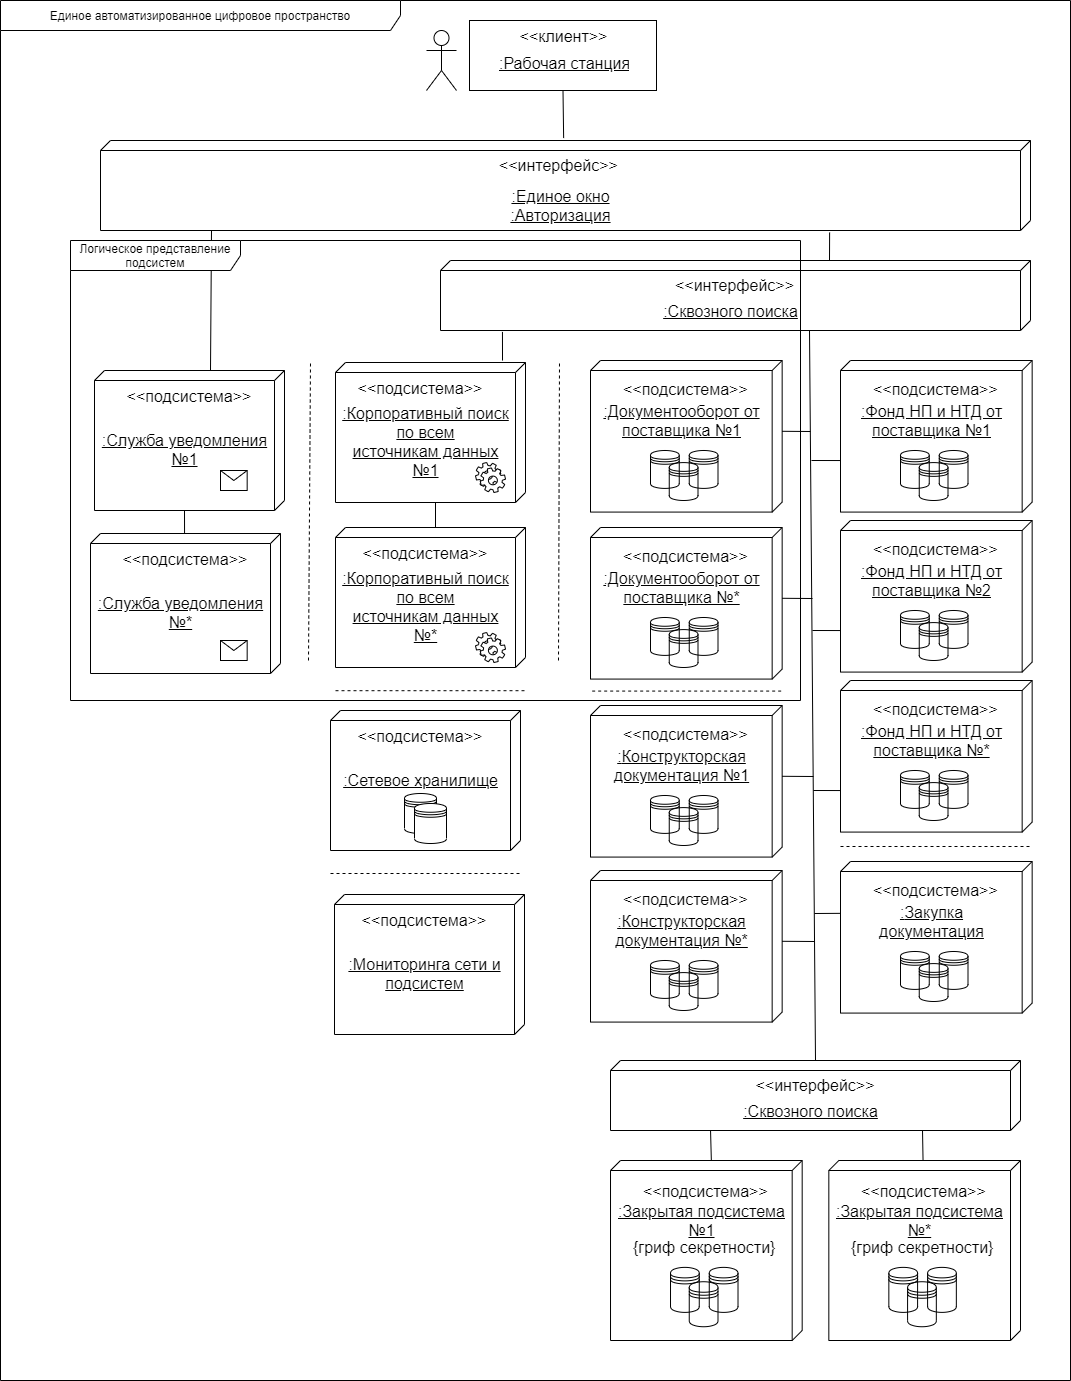 Единое автоматизированное цифровое пространство
<<клиент>>
:Рабочая станция
<<интерфейс>>
:Единое окно
:Авторизация
Логическое представление
подсистем
<<интерфейс>>
:Сквозного поиска
<<подсистема>>
:Служба уведомления
№1
<<подсистема>>
:Корпоративный поиск
по всем
источникам данных
№1
<<подсистема>>
:Документооборот от
поставщика №1
<<подсистема>>
:Фонд НП и НТД от
поставщика №1
<<подсистема>>
:Служба уведомления
№*
<<подсистема>>
:Корпоративный поиск
по всем
источникам данных
№*
<<подсистема>>
:Документооборот от
поставщика №*
<<подсистема>>
:Фонд НП и НТД от
поставщика №2
<<подсистема>>
:Сетевое хранилище
<<подсистема>>
:Конструкторская
документация №1
<<подсистема>>
:Фонд НП и НТД от
поставщика №*
<<подсистема>>
:Мониторинга сети и
подсистем
<<подсистема>>
:Конструкторская
документация №*
<<подсистема>>
:Закупка
документация
<<интерфейс>>
:Сквозного поиска
<<подсистема>>
:Закрытая подсистема
№1
{гриф секретности}
<<подсистема>>
:Закрытая подсистема
№*
{гриф секретности}